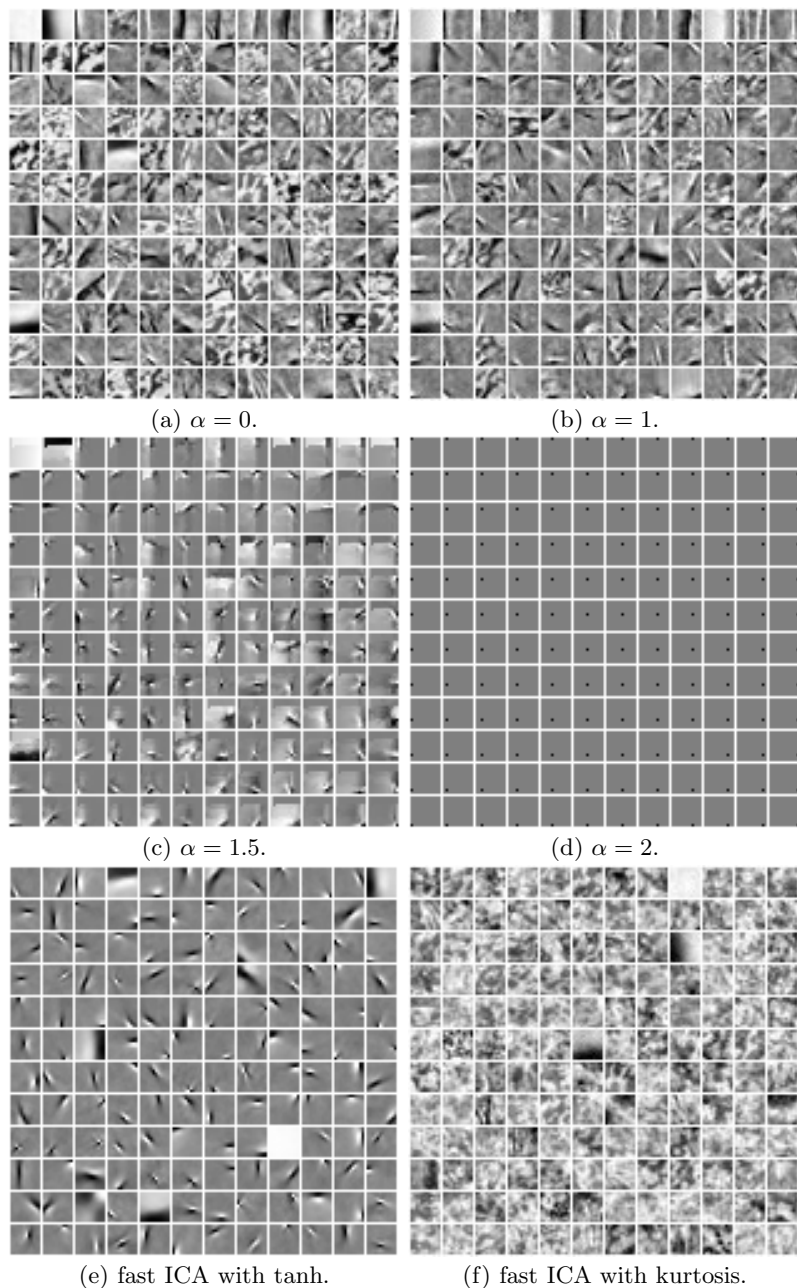 (a) α = 0.
(b) α = 1.
(c) α = 1.5.
(d) α = 2.
(e) fast ICA with tanh.
(f) fast ICA with kurtosis.